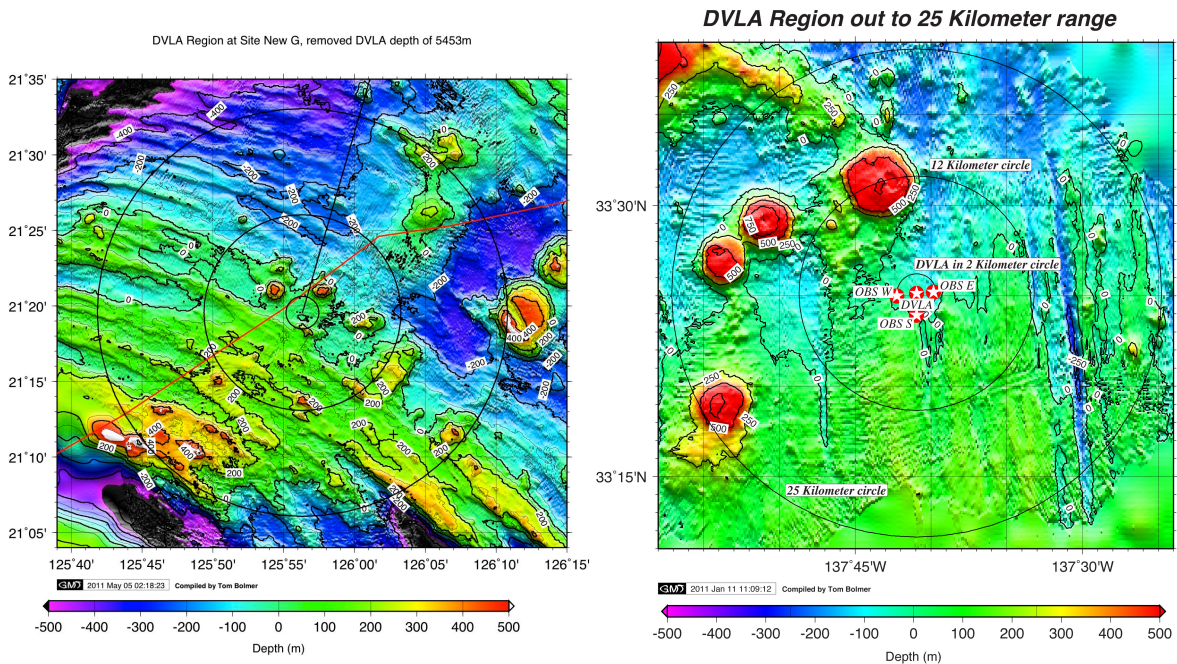 DVLA Region at Site New G, removed DVLA depth of 5453m
21˚35'
21˚30'
21˚25'
21˚20'
21˚15'
21˚10'
21˚05'
125˚40' 125˚45' 125˚50' 125˚55' 126˚00' 126˚05' 126˚10' 126˚15'
GMD 2011 May 05 02:18:23 Compiled by Tom Bolmer
-500 -400 -300 -200 -100 0 100 200 300 400 500
Depth (m)
DVLA Region out to 25 Kilometer range
12 Kilometer circle
33˚30'N
DVLA in 2 Kilometer circle
OBS W
OBS E
DVLA
OBS S
33˚15'N
25 Kilometer circle
137˚45'W 137˚30'W
GMD 2011 Jan 11 11:09:12 Compiled by Tom Bolmer
-500 -400 -300 -200 -100 0 100 200 300 400 500
Depth (m)